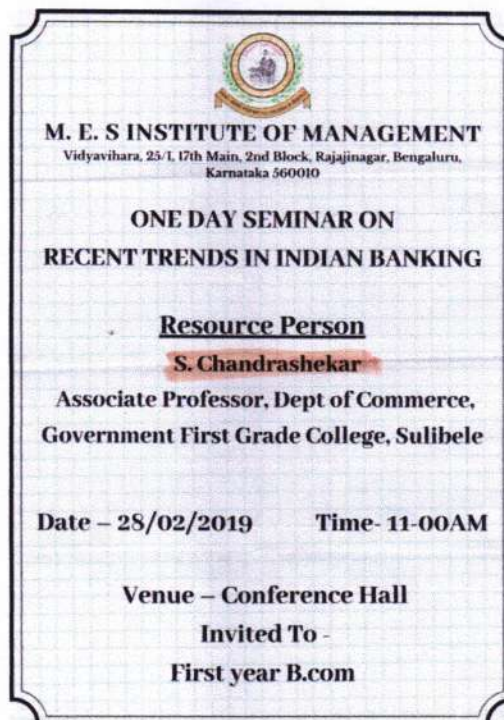 M. E. S INSTITUTE OF MANAGEMENT
Vidyavihara, 25/1, 17th Main, 2nd Block, Rajajinagar, Bengaluru,
Karnataka 560010
ONE DAY SEMINAR ON
RECENT TRENDS IN INDIAN BANKING
Resource Person
S. Chandrashekar
Associate Professor, Dept of Commerce,
Government First Grade College, Sulibele
Date – 28/02/2019 Time- 11-00AM
Venue – Conference Hall
Invited To -
First year B.com